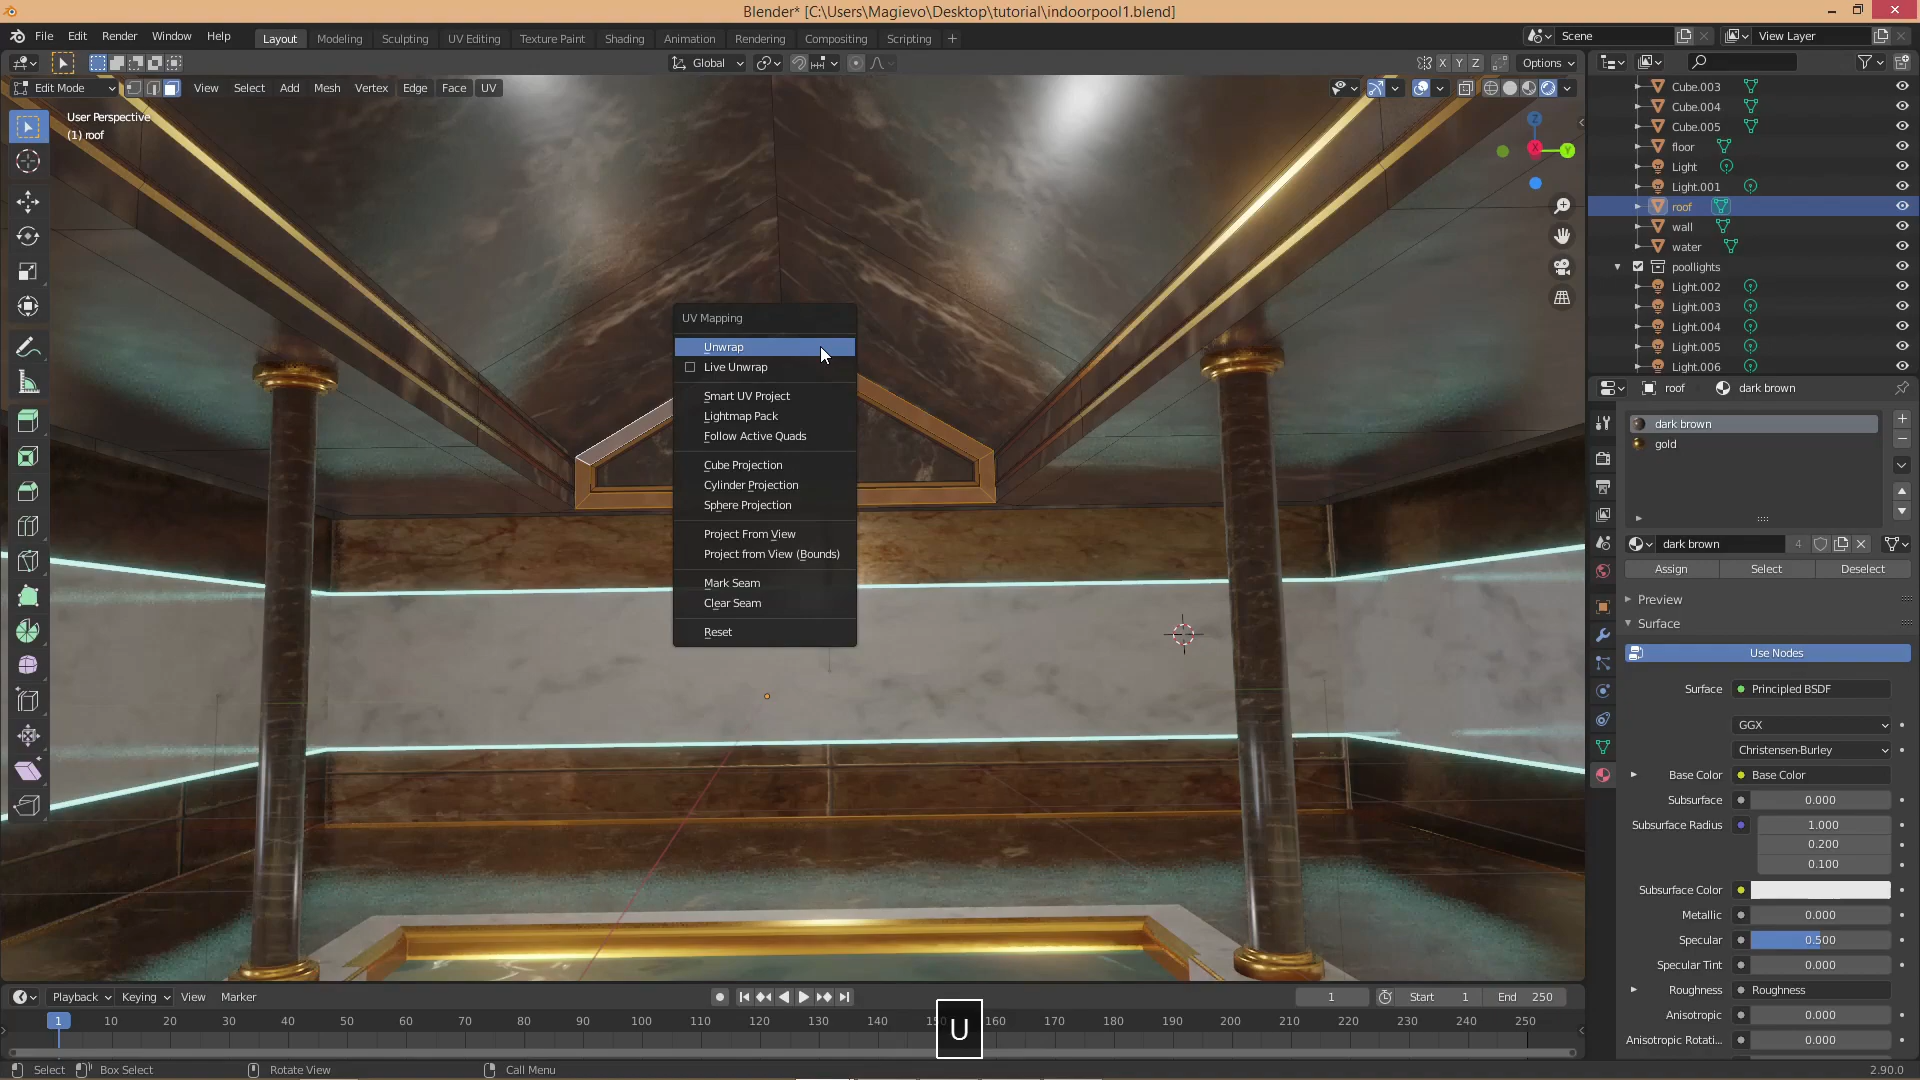 Blender* [C:\Users\Magievo\Desktop\tutorial\indoorpool1.blend]
File Edit Render Window Help
Layout Modeling Sculpting UV Editing Texture Paint Shading Animation Rendering Compositing Scripting +
Scene
View Layer
Global
X Y Z Options
Edit Mode View Select Add Mesh Vertex Edge Face UV
User Perspective
(1) roof
Z
X
Y
UV Mapping
Unwrap
Live Unwrap
Smart UV Project
Lightmap Pack
Follow Active Quads
Cube Projection
Cylinder Projection
Sphere Projection
Project From View
Project from View (Bounds)
Mark Seam
Clear Seam
Reset
Cube.003
Cube.004
Cube.005
floor
Light
Light.001
roof
wall
water
poollights
Light.002
Light.003
Light.004
Light.005
Light.006
roof dark brown
dark brown
gold
dark brown 4
Assign Select Deselect
Preview
Surface
Use Nodes
Surface Principled BSDF
GGX
Christensen-Burley
Base Color Base Color
Subsurface 0.000
Subsurface Radius 1.000
0.200
0.100
Subsurface Color
Metallic 0.000
Specular 0.500
Specular Tint 0.000
Roughness Roughness
Anisotropic 0.000
Anisotropic Rotati... 0.000
Playback Keying View Marker
1 Start 1 End 250
1 10 20 30 40 50 60 70 80 90 100 110 120 130 140 160 170 180 190 200 210 220 230 240 250
U
Select Box Select Rotate View Call Menu
2.90.0